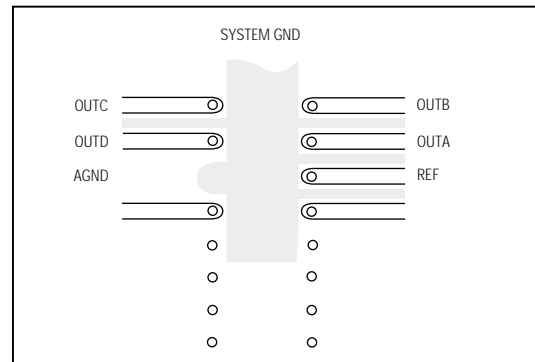 SYSTEM GND
OUTC
OUTB
OUTD
OUTA
AGND
REF